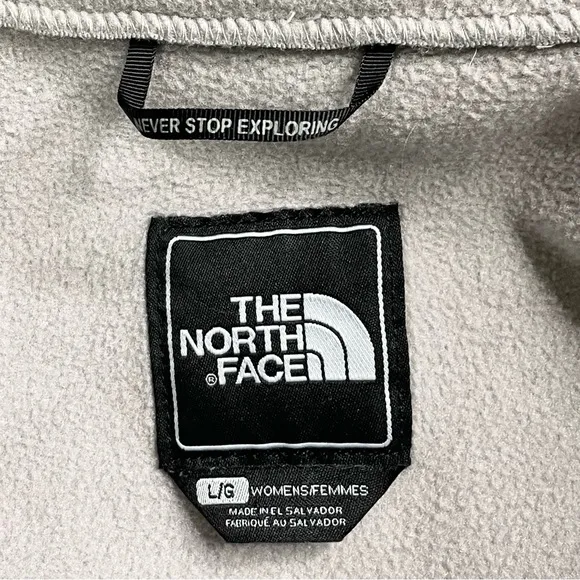 NEVER STOP EXPLORING
THE
NORTH
®FACE
L/G WOMENS/FEMMES
MADE IN EL SALVADOR
FABRIQUÉ AU SALVADOR